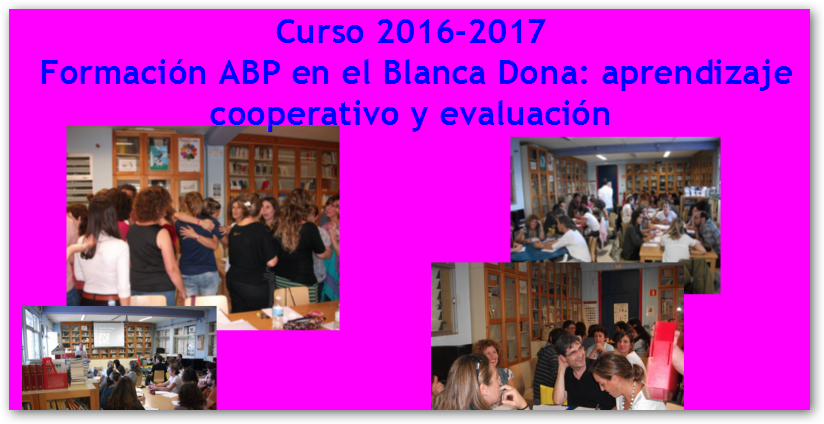 Curso 2016-2017
Formación ABP en el Blanca Dona: aprendizaje
cooperativo y evaluación